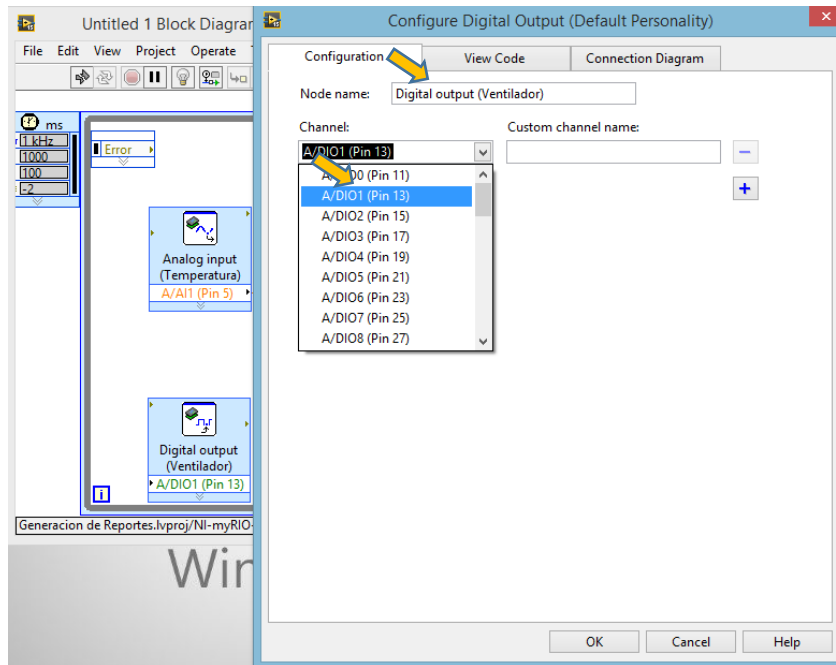 Untitled 1 Block Diagrar
File Edit View Project Operate
ms
1 kHz
1000
100
-2
Error
Analog input
(Temperatura)
A/AI1 (Pin 5)
Digital output
(Ventilador)
A/DIO1 (Pin 13)
i
Generacion de Reportes.lvproj/NI-myRIO-
Win
Configure Digital Output (Default Personality)
Configuration
View Code
Connection Diagram
Node name: Digital output (Ventilador)
Channel: Custom channel name:
A/DIO1 (Pin 13)
(Pin 11)
A/DIO1 (Pin 13)
A/DIO2 (Pin 15)
A/DIO3 (Pin 17)
A/DIO4 (Pin 19)
A/DIO5 (Pin 21)
A/DIO6 (Pin 23)
A/DIO7 (Pin 25)
A/DIO8 (Pin 27)
OK Cancel Help